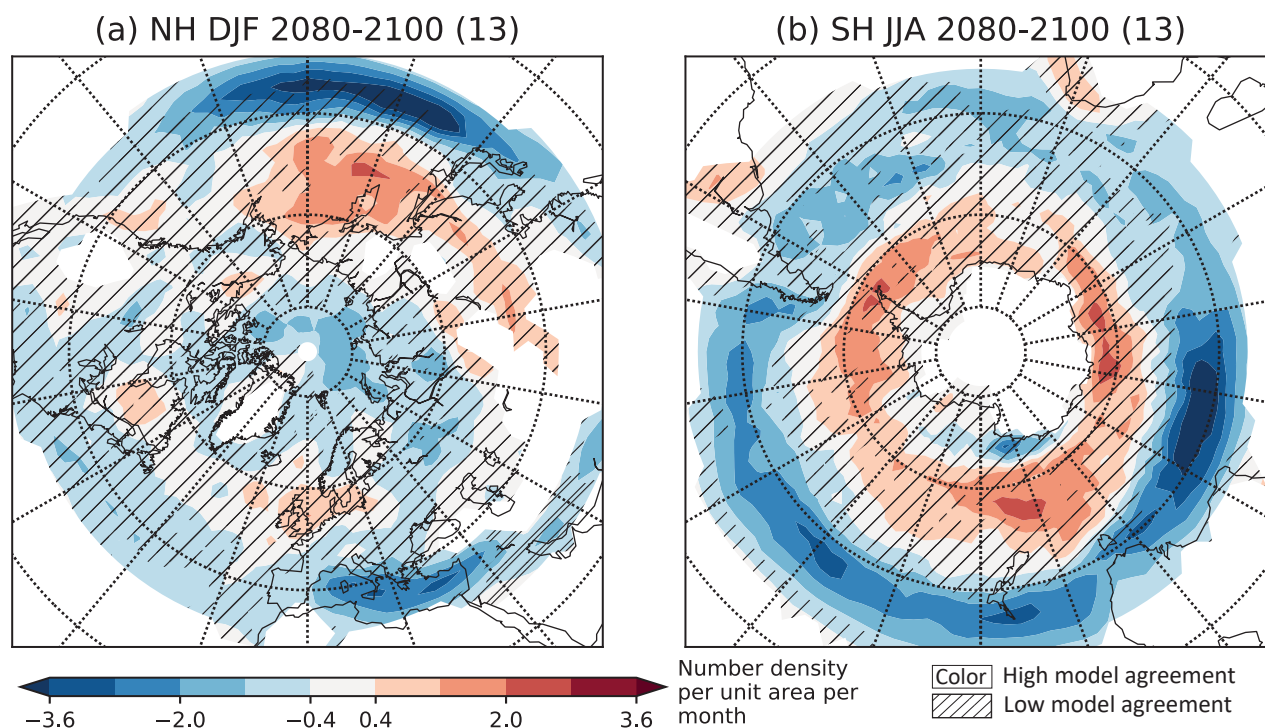 (a) NH DJF 2080-2100 (13)
(b) SH JJA 2080-2100 (13)
−3.6 −2.0 −0.4 0.4 2.0 3.6
Number density
per unit area per
month
Color High model agreement
Low model agreement